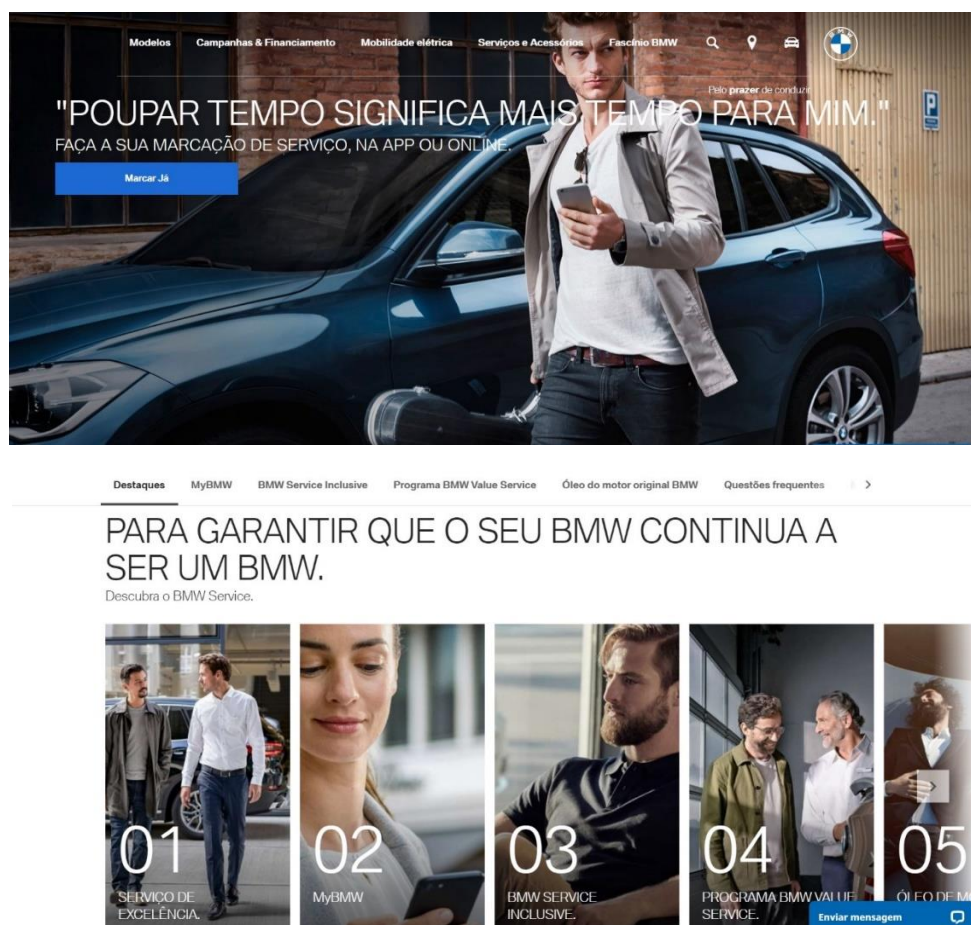 Modelos Campanhas & Financiamento Mobilidade elétrica Serviços e Acessórios Fascínio BMW
BMW
Pelo prazer de conduzir
"POUPAR TEMPO SIGNIFICA MAIS TEMPO PARA MIM."
FAÇA A SUA MARCAÇÃO DE SERVIÇO, NA APP OU ONLINE.
Marcar Já
P
Destaques MyBMW BMW Service Inclusive Programa BMW Value Service Óleo do motor original BMW Questões frequentes
PARA GARANTIR QUE O SEU BMW CONTINUA A
SER UM BMW.
Descubra o BMW Service.
01
SERVIÇO DE
EXCELÊNCIA.
02
MyBMW
03
BMW SERVICE
INCLUSIVE.
04
PROGRAMA BMW VALUE
SERVICE.
05
ÓLEO DE M
Enviar mensagem